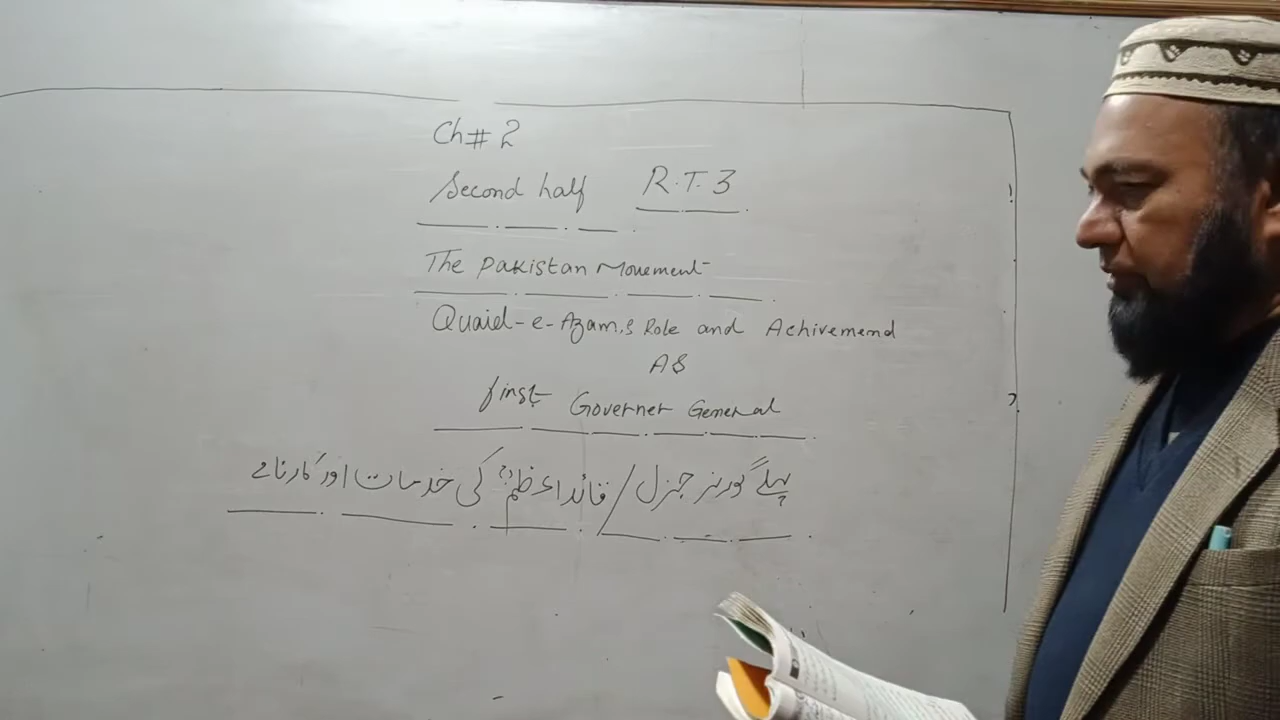 Ch# 2
Second half R.T.3
The Pakistan Movement
Quaid-e-Azam,s Role and Achivemend
AS
first Governer General
پہلے گورنر جنرل / قائداعظمؒ کی خدمات اور کارنامے